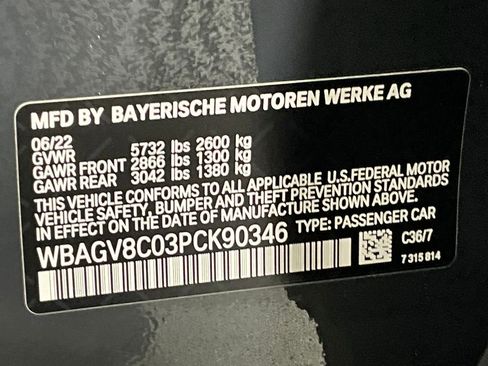 MFD BY BAYERISCHE MOTOREN WERKE AG
06/22
GVWR 5732 lbs 2600 kg
GAWR FRONT 2866 lbs 1300 kg
GAWR REAR 3042 lbs 1380 kg
THIS VEHICLE CONFORMS TO ALL APPLICABLE U.S.FEDERAL MOTOR
VEHICLE SAFETY, BUMPER AND THEFT PREVENTION STANDARDS
IN EFFECT ON THE DATE OF MANUFACTURE SHOWN ABOVE.
WBAGV8C03PCK90346 TYPE: PASSENGER CAR
C36/7
7 315 814